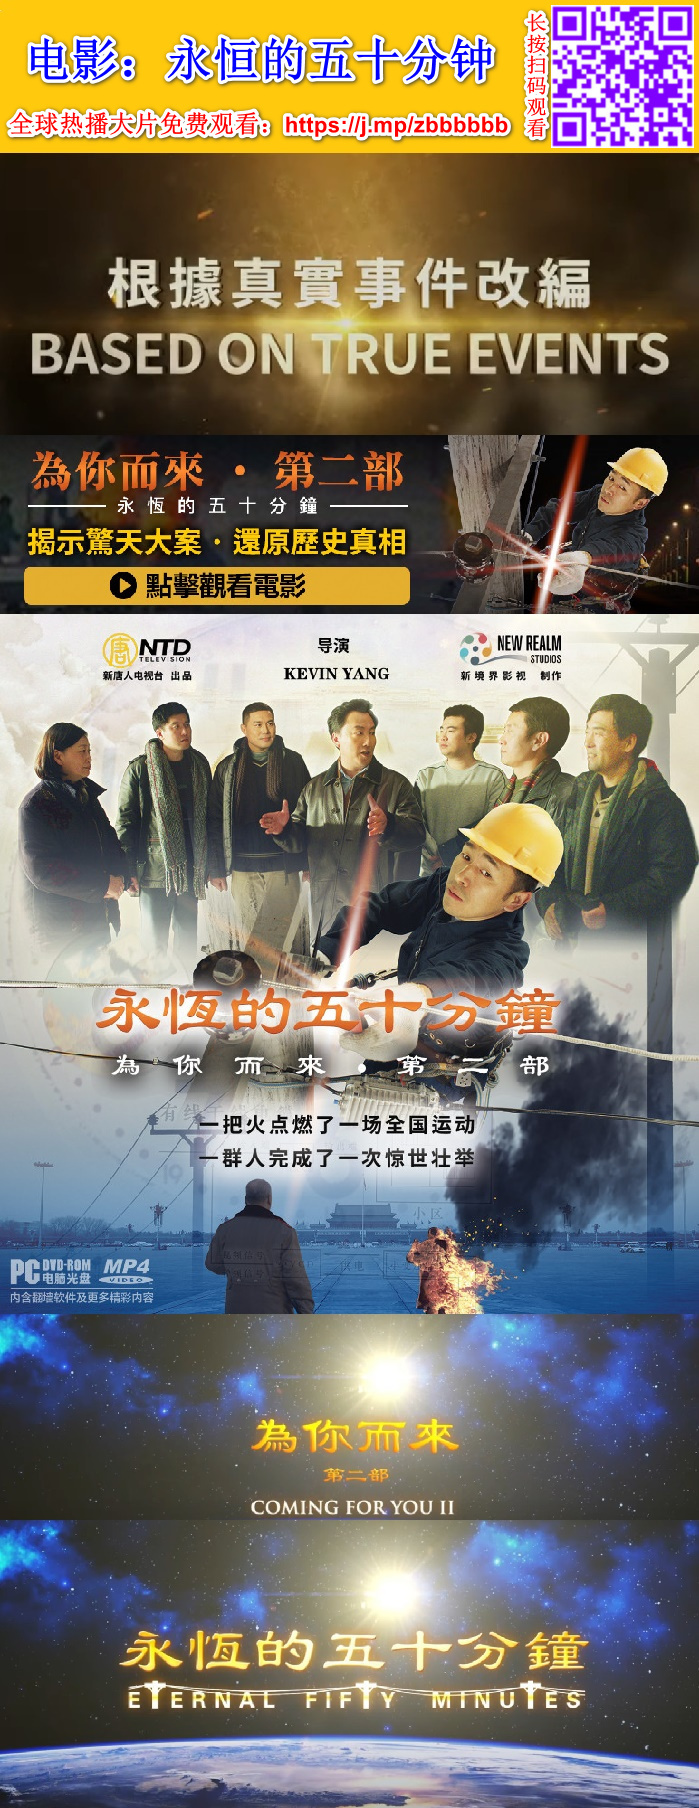 电影：永恒的五十分钟
全球热播大片免费观看：https://j.mp/zbbbbbb
长按扫码观看
根據真實事件改編
BASED ON TRUE EVENTS
為你而來·第二部
永恆的五十分鐘
揭示驚天大案·還原歷史真相
點擊觀看電影
唐 NTD
TELEVISION
新唐人电视台 出品
导演
KEVIN YANG
NEW REALM
STUDIOS
新境界影视 制作
永恆的五十分鐘
為你而來·第二部
一把火点燃了一场全国运动
一群人完成了一次惊世壮举
小区
PC DVD-ROM
电脑光盘
MP4
VIDEO
内含翻墙软件及更多精彩内容
為你而來
第二部
COMING FOR YOU II
永恆的五十分鐘
ETERNAL FIFTY MINUTES